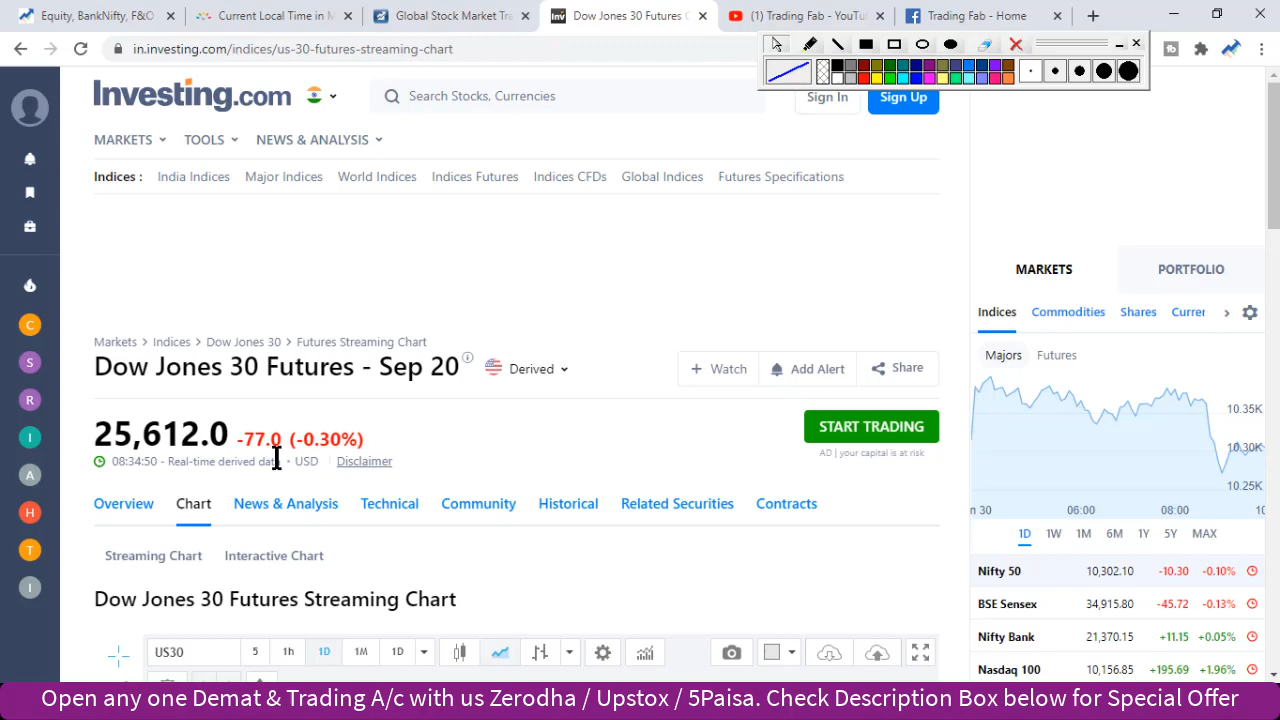 Equity, BankNifty, F&O
Current Local Time in M
Global Stock Market Tra
Dow Jones 30 Futures C
(1) Trading Fab - YouTu
Trading Fab - Home
in.investing.com/indices/us-30-futures-streaming-chart
Investing.com
Search Stocks, Currencies
Sign In
Sign Up
MARKETS
TOOLS
NEWS & ANALYSIS
Indices :
India Indices
Major Indices
World Indices
Indices Futures
Indices CFDs
Global Indices
Futures Specifications
MARKETS
PORTFOLIO
Indices
Commodities
Shares
Curren
Majors
Futures
Markets > Indices > Dow Jones 30 > Futures Streaming Chart
Dow Jones 30 Futures - Sep 20
Derived
+ Watch
Add Alert
Share
25,612.0 -77.0 (-0.30%)
START TRADING
AD | your capital is at risk
08:34:50 - Real-time derived data • USD
Disclaimer
10.35K
10.30K
10.25K
n 30
06:00
08:00
10
Overview
Chart
News & Analysis
Technical
Community
Historical
Related Securities
Contracts
1D
1W
1M
6M
1Y
5Y
MAX
Streaming Chart
Interactive Chart
Nifty 50 10,302.10 -10.30 -0.10%
BSE Sensex 34,915.80 -45.72 -0.13%
Nifty Bank 21,370.15 +11.15 +0.05%
Nasdaq 100 10,156.85 +195.69 +1.96%
Dow Jones 30 Futures Streaming Chart
US30
5
1h
1D
1M
1D
C
S
R
I
A
H
T
I
Open any one Demat & Trading A/c with us Zerodha / Upstox / 5Paisa. Check Description Box below for Special Offer